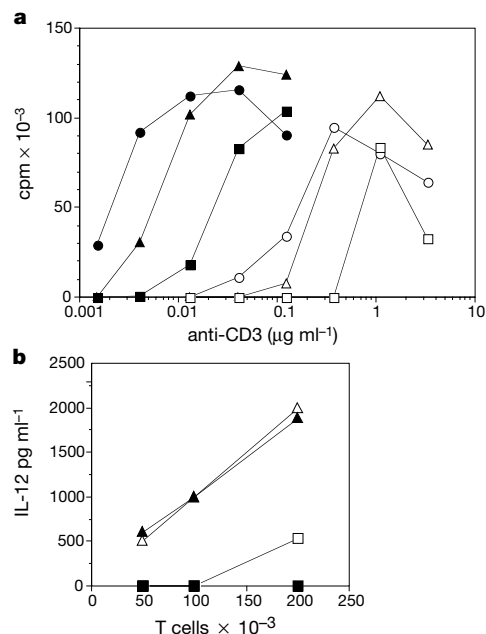 a
150
100
50
0
cpm × 10⁻³
0.001 0.01 0.1 1 10
anti-CD3 (µg ml⁻¹)
b
2500
2000
1500
1000
500
0
IL-12 pg ml⁻¹
0 50 100 150 200 250
T cells × 10⁻³